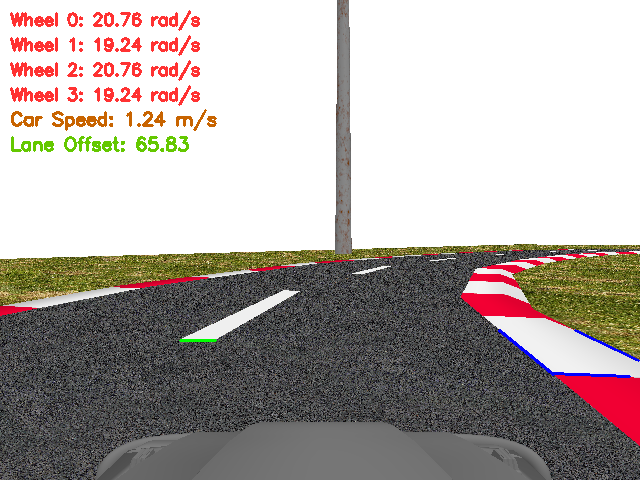 Wheel 0: 20.76 rad/s
Wheel 1: 19.24 rad/s
Wheel 2: 20.76 rad/s
Wheel 3: 19.24 rad/s
Car Speed: 1.24 m/s
Lane Offset: 65.83